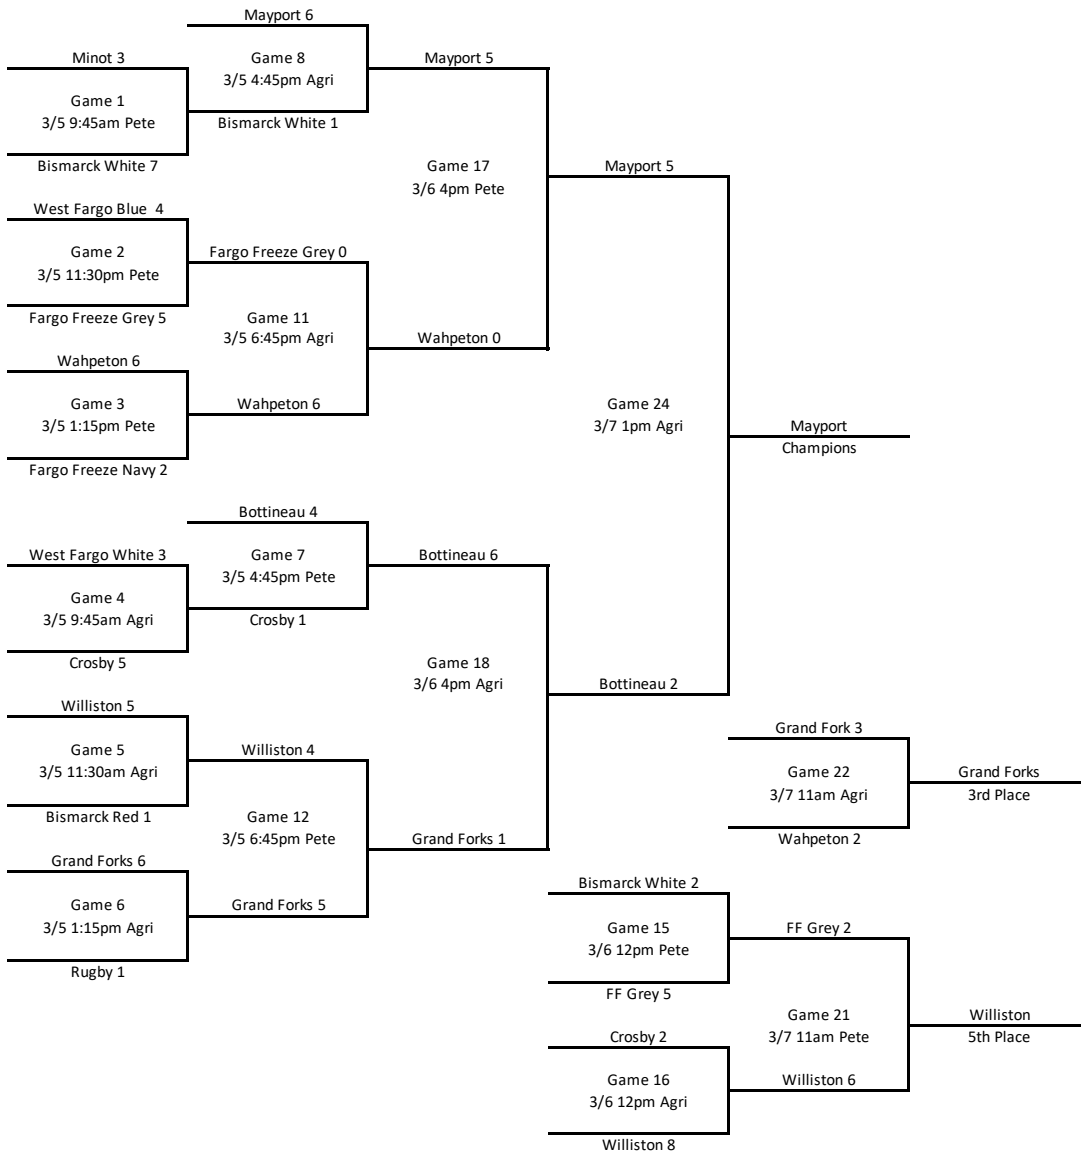 Mayport 6
Minot 3
Game 8
3/5 4:45pm Agri
Mayport 5
Game 1
3/5 9:45am Pete
Bismarck White 1
Bismarck White 7
Game 17
3/6 4pm Pete
Mayport 5
West Fargo Blue  4
Game 2
3/5 11:30pm Pete
Fargo Freeze Grey 0
Fargo Freeze Grey 5
Game 11
3/5 6:45pm Agri
Wahpeton 0
Wahpeton 6
Game 3
3/5 1:15pm Pete
Wahpeton 6
Game 24
3/7 1pm Agri
Mayport
Champions
Fargo Freeze Navy 2
Bottineau 4
West Fargo White 3
Game 7
3/5 4:45pm Pete
Bottineau 6
Game 4
3/5 9:45am Agri
Crosby 1
Crosby 5
Game 18
3/6 4pm Agri
Bottineau 2
Williston 5
Game 5
3/5 11:30am Agri
Williston 4
Grand Fork 3
Game 22
3/7 11am Agri
Grand Forks
3rd Place
Bismarck Red 1
Game 12
3/5 6:45pm Pete
Grand Forks 1
Wahpeton 2
Grand Forks 6
Game 6
3/5 1:15pm Agri
Grand Forks 5
Bismarck White 2
Game 15
3/6 12pm Pete
FF Grey 2
Rugby 1
FF Grey 5
Game 21
3/7 11am Pete
Williston
5th Place
Crosby 2
Game 16
3/6 12pm Agri
Williston 6
Williston 8